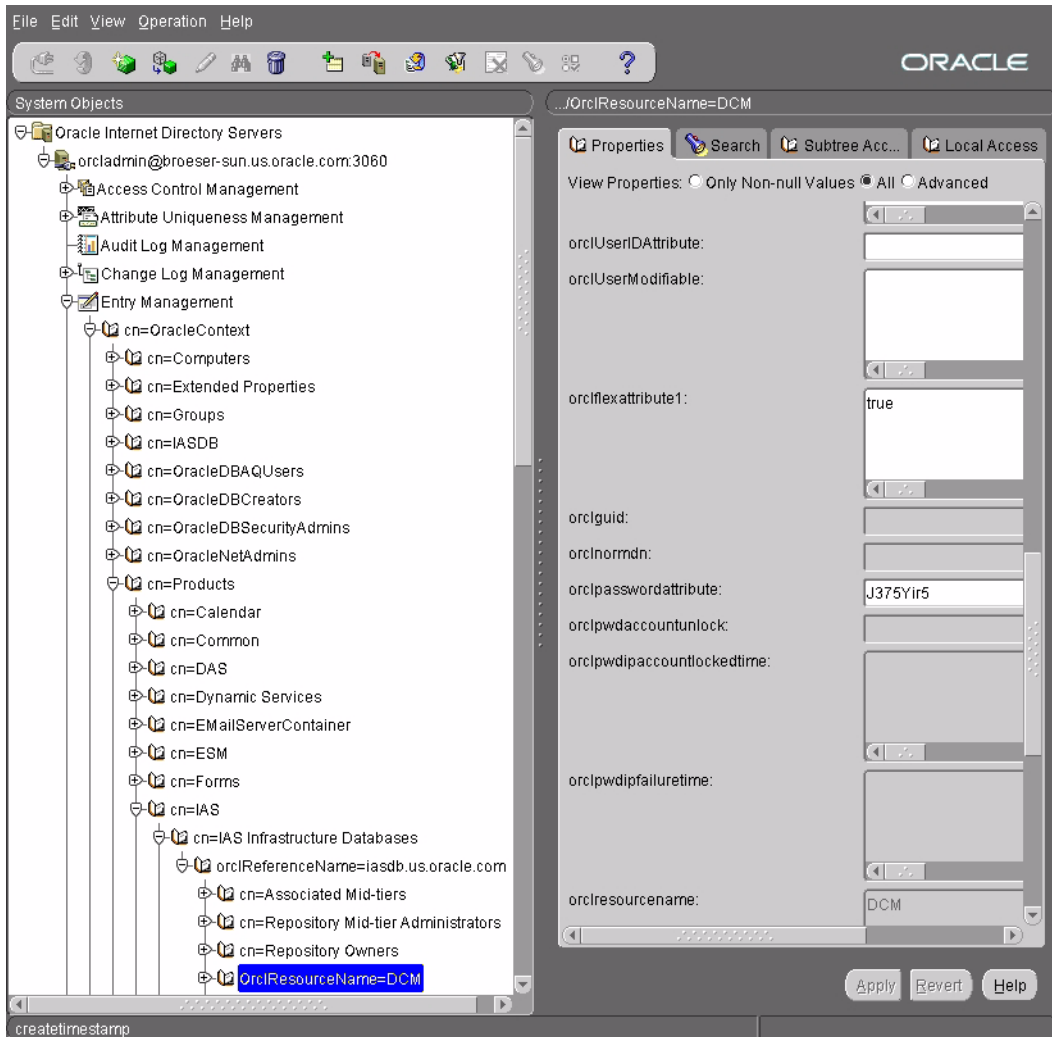 File Edit View Operation Help
ORACLE
System Objects
.../OrclResourceName=DCM
Oracle Internet Directory Servers
orcladmin@broeser-sun.us.oracle.com:3060
Access Control Management
Attribute Uniqueness Management
Audit Log Management
Change Log Management
Entry Management
cn=OracleContext
cn=Computers
cn=Extended Properties
cn=Groups
cn=IASDB
cn=OracleDBAQUsers
cn=OracleDBCreators
cn=OracleDBSecurityAdmins
cn=OracleNetAdmins
cn=Products
cn=Calendar
cn=Common
cn=DAS
cn=Dynamic Services
cn=EMailServerContainer
cn=ESM
cn=Forms
cn=IAS
cn=IAS Infrastructure Databases
orclReferenceName=iasdb.us.oracle.com
cn=Associated Mid-tiers
cn=Repository Mid-tier Administrators
cn=Repository Owners
OrclResourceName=DCM
Properties Search Subtree Acc... Local Access
View Properties: Only Non-null Values All Advanced
orclUserIDAttribute:
orclUserModifiable:
orclflexattribute1: true
orclguid:
orclnormdn:
orclpasswordattribute: J375Yir5
orclpwdaccountunlock:
orclpwdipaccountlockedtime:
orclpwdipfailuretime:
orclresourcename: DCM
Apply Revert Help
createtimestamp